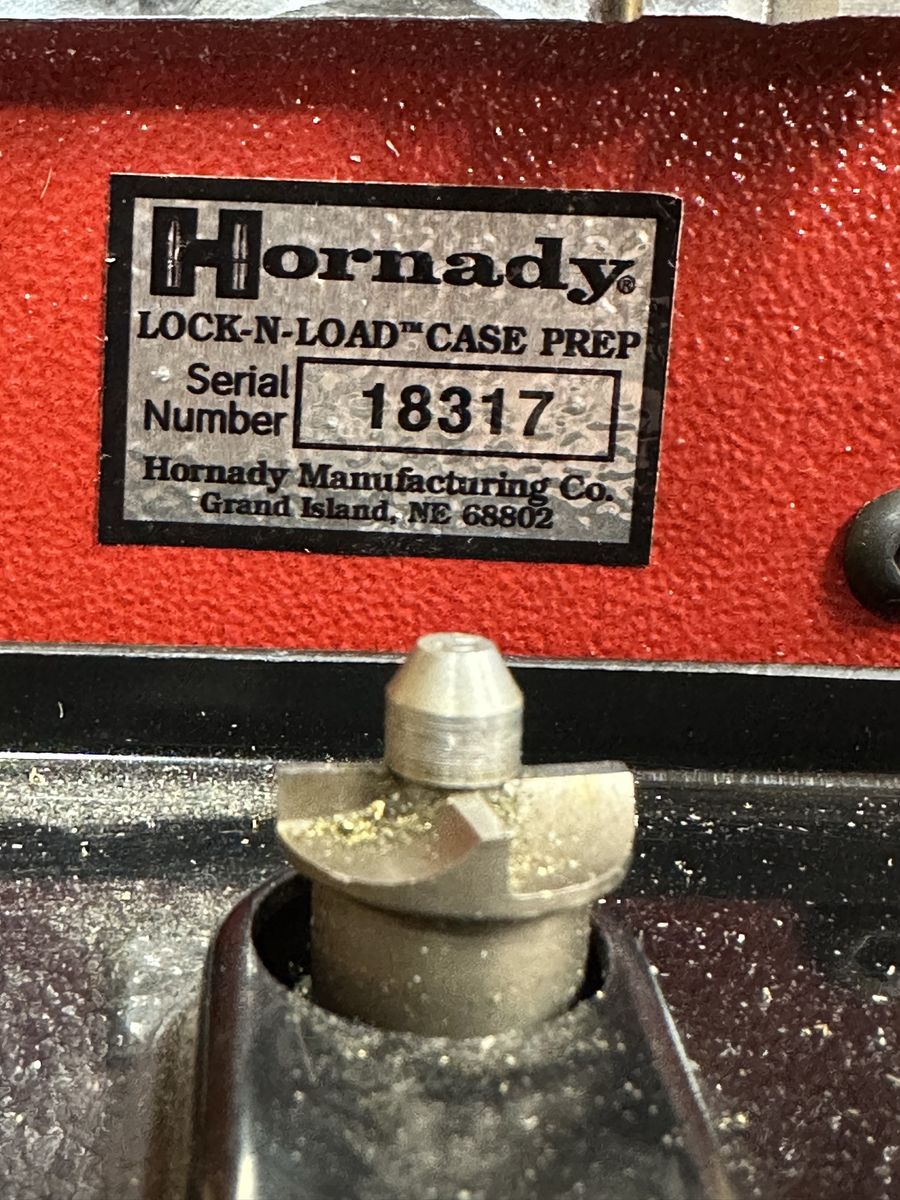 Hornady®
LOCK-N-LOAD™ CASE PREP
Serial Number 18317
Hornady Manufacturing Co.
Grand Island, NE 68802